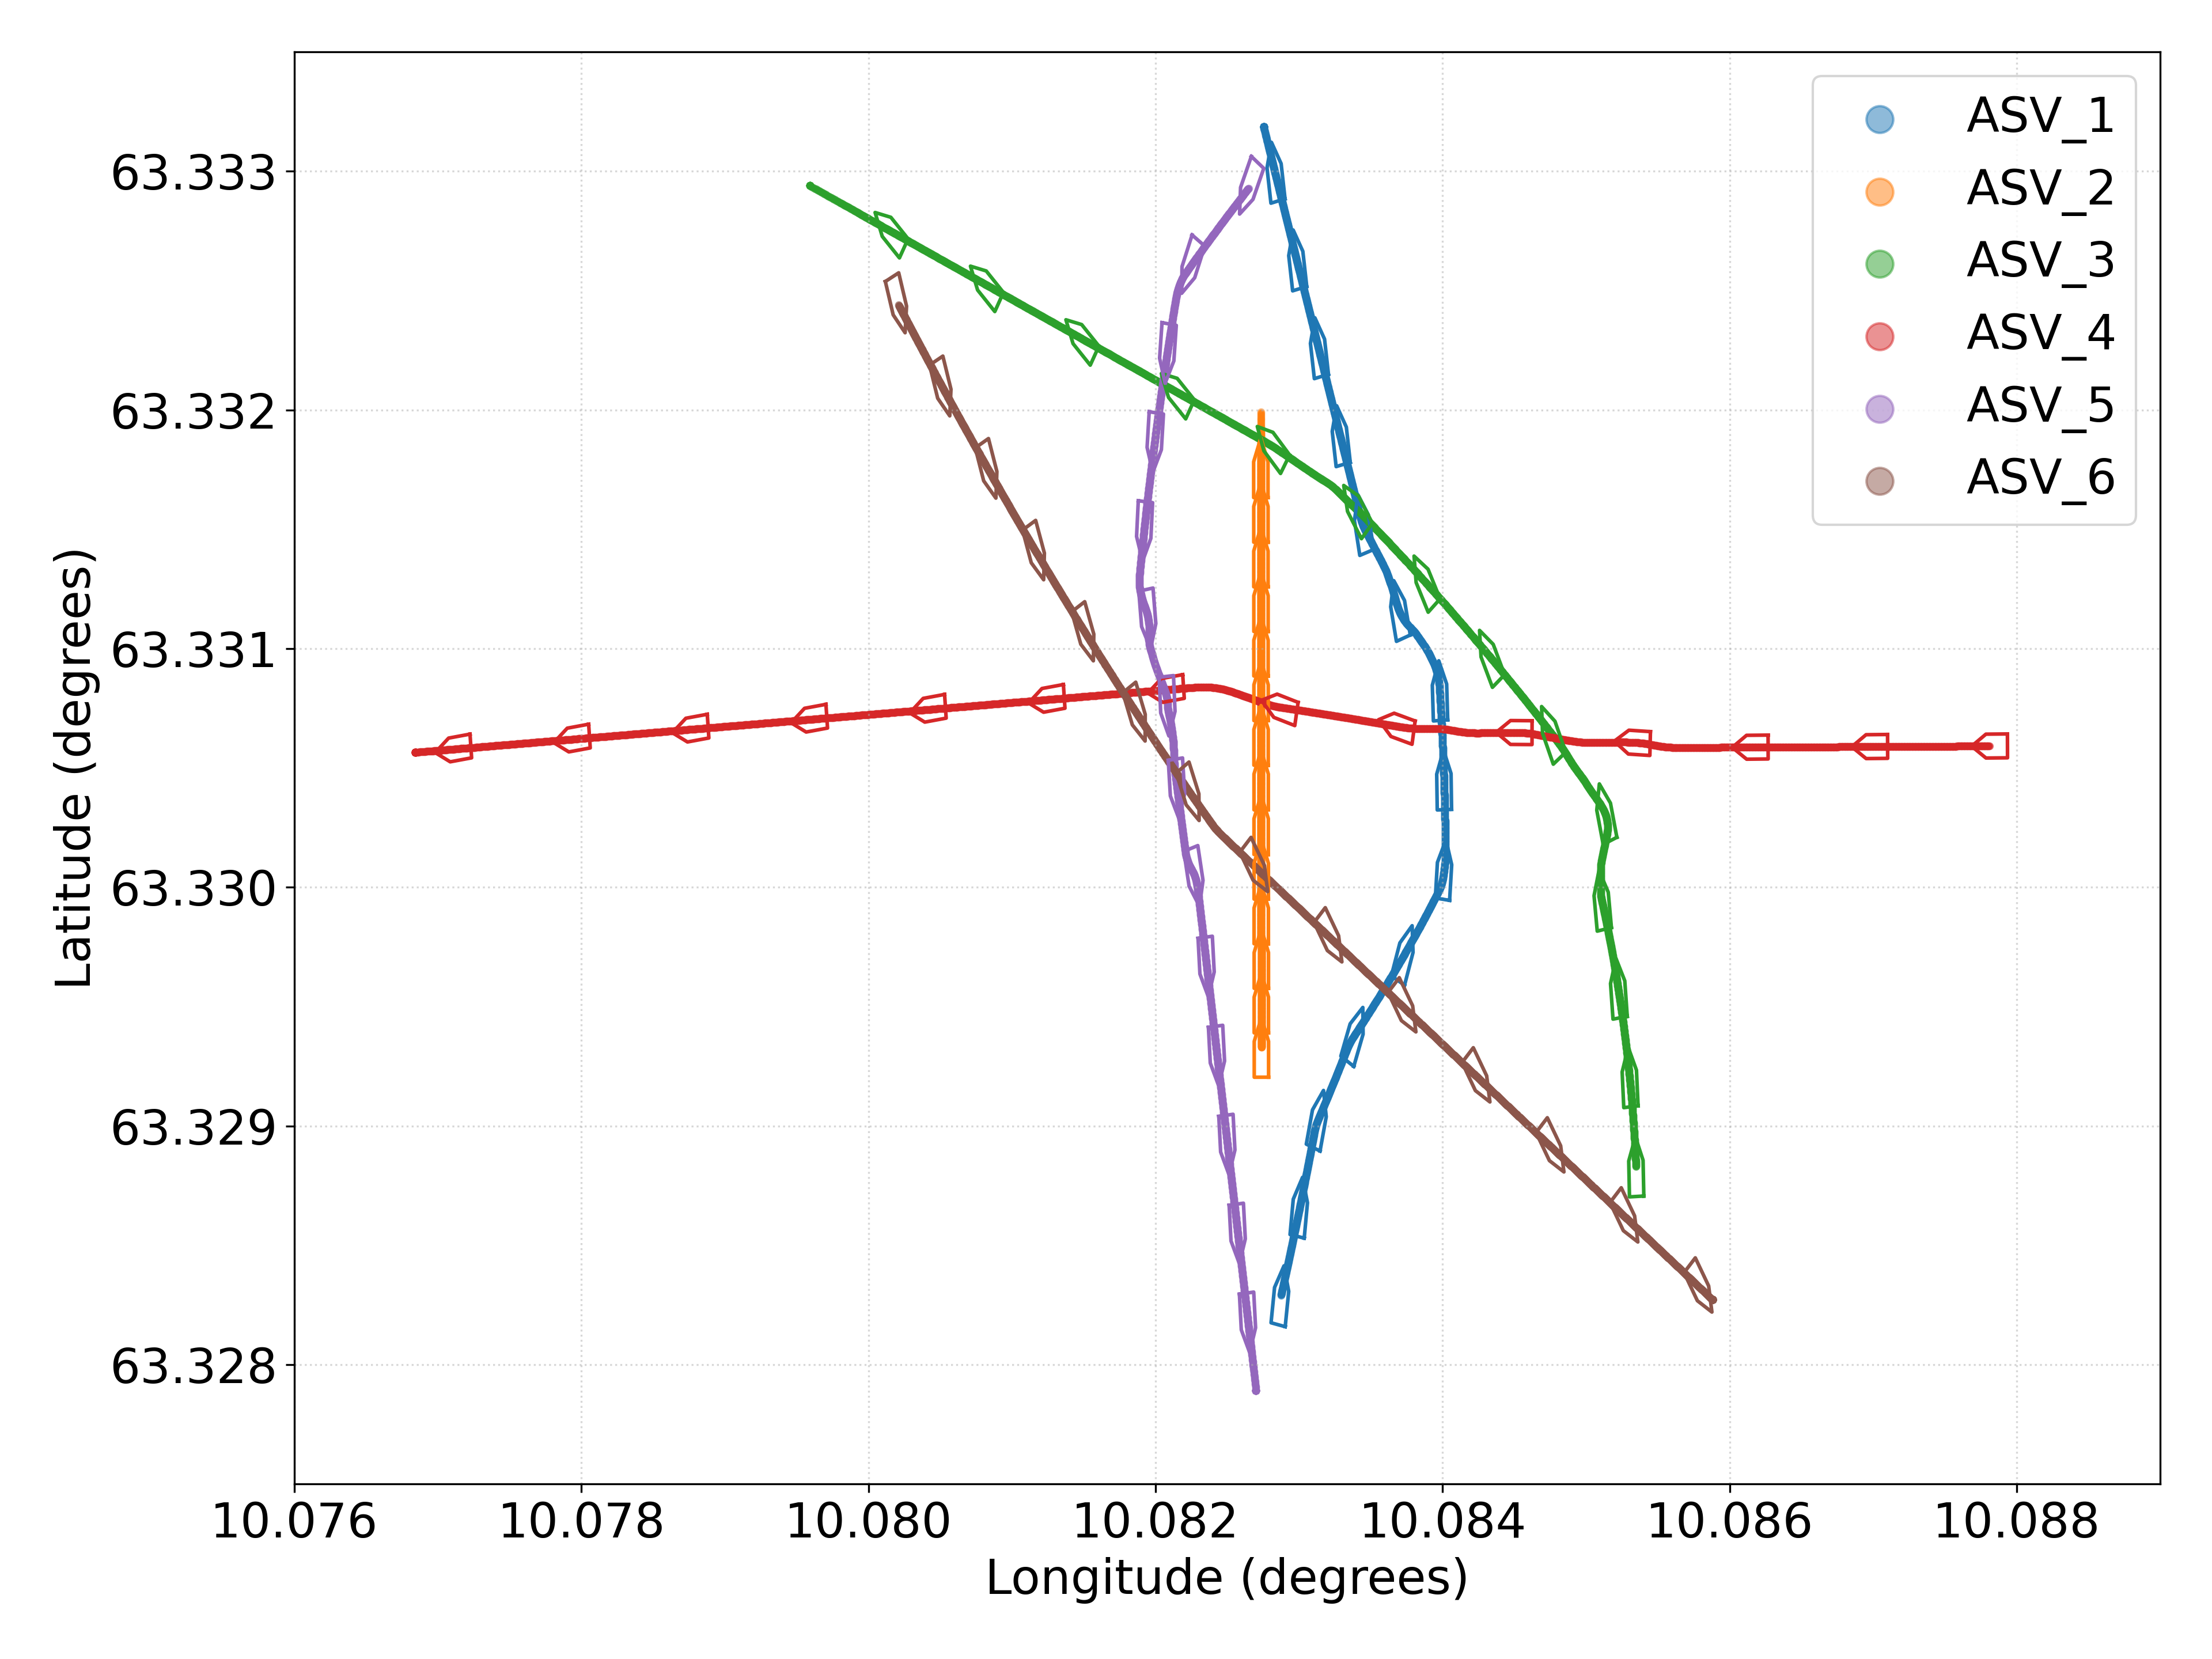 ASV_1
ASV_2
ASV_3
ASV_4
ASV_5
ASV_6
63.333
63.332
63.331
63.330
63.329
63.328
Latitude (degrees)
10.076 10.078 10.080 10.082 10.084 10.086 10.088
Longitude (degrees)